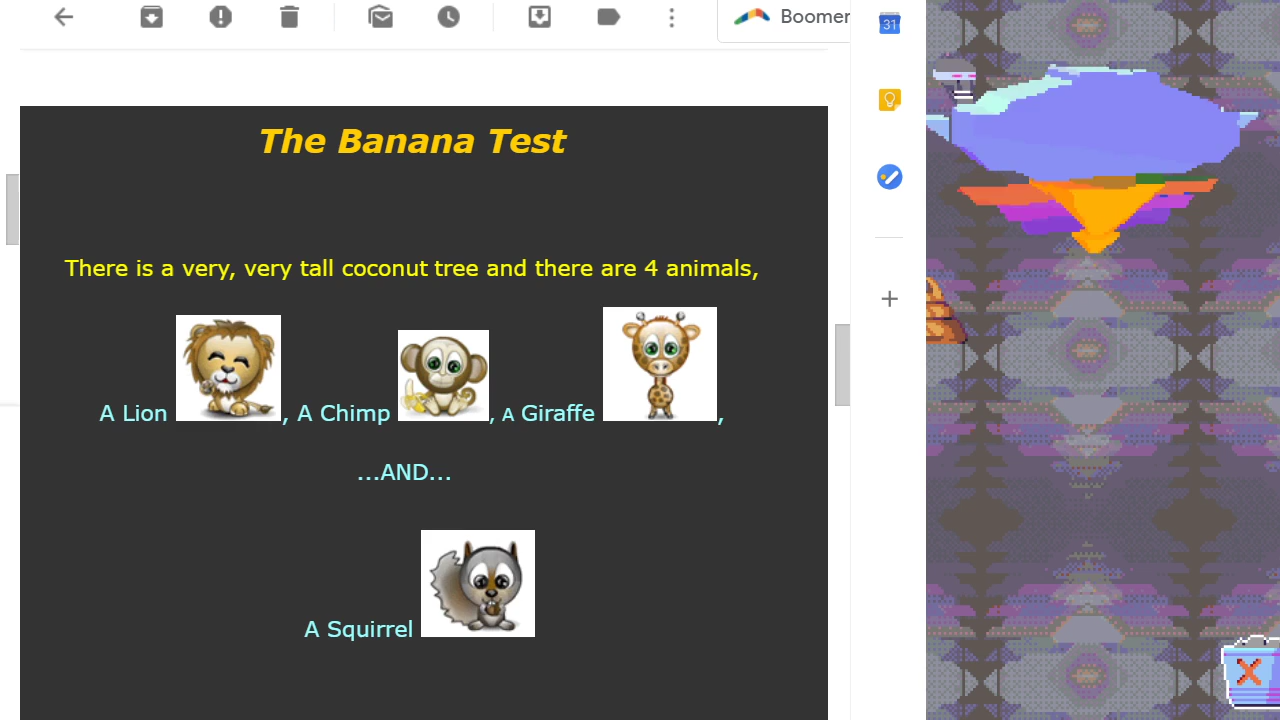 Boomer
31
The Banana Test
There is a very, very tall coconut tree and there are 4 animals,
A Lion , A Chimp , A Giraffe ,
...AND...
A Squirrel